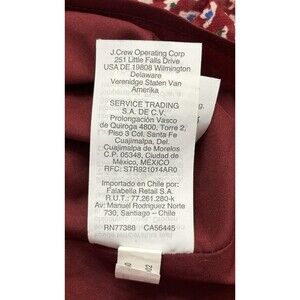 J.Crew Operating Corp
251 Little Falls Drive
USA DE 19808 Wilmington
Delaware
Verenidge Staten Van
Amerika
SERVICE TRADING
S.A. DE C.V.
Prolongación Vasco
de Quiroga 4800, Torre 2,
Piso 3 Col. Santa Fe
Cuajimalpa, Del.
Cuajimalpa de Morelos
C.P. 05348, Ciudad de
México, MEXICO
RFC: STR921014AR0
Importado en Chile por:
Falabella Retail S.A.
R.U.T.: 77.261.280-k
Av; Manuel Rodriguez Norte
730, Santiago – Chile
RN77388 CA56445
02